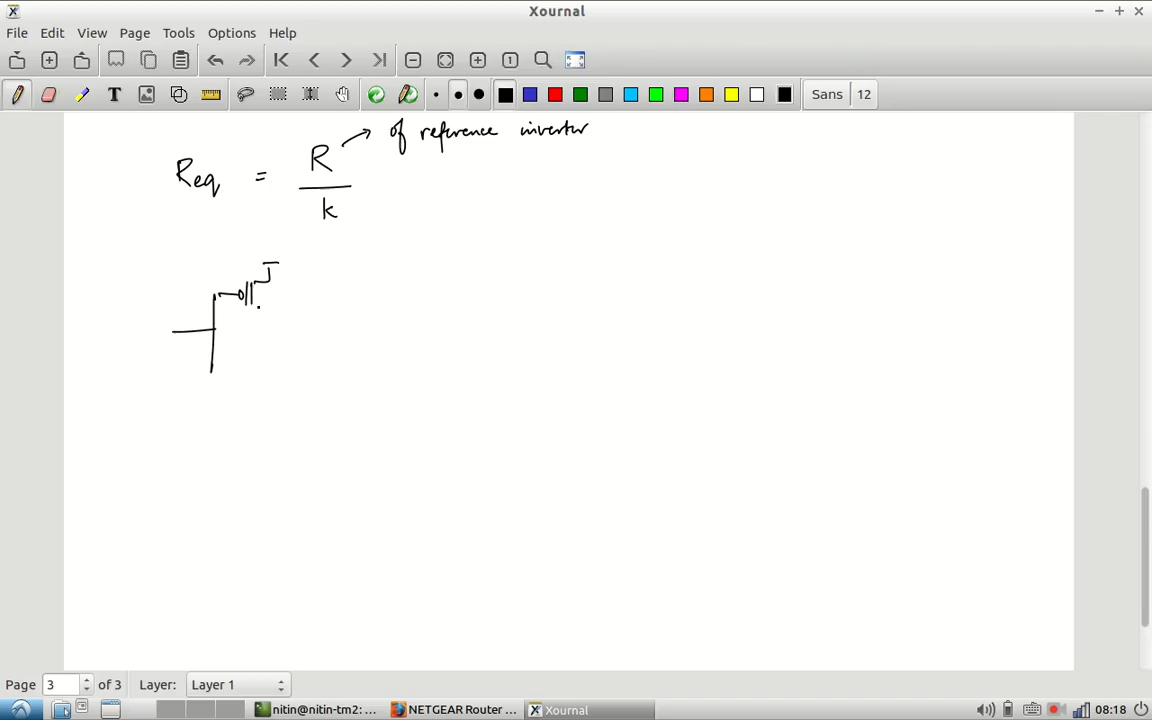 Xournal
File Edit View Page Tools Options Help
Sans 12
of reference inverter
Req = R
k
Page 3 of 3 Layer: Layer 1
nitin@nitin-tm2: ... NETGEAR Router ... Xournal 08:18